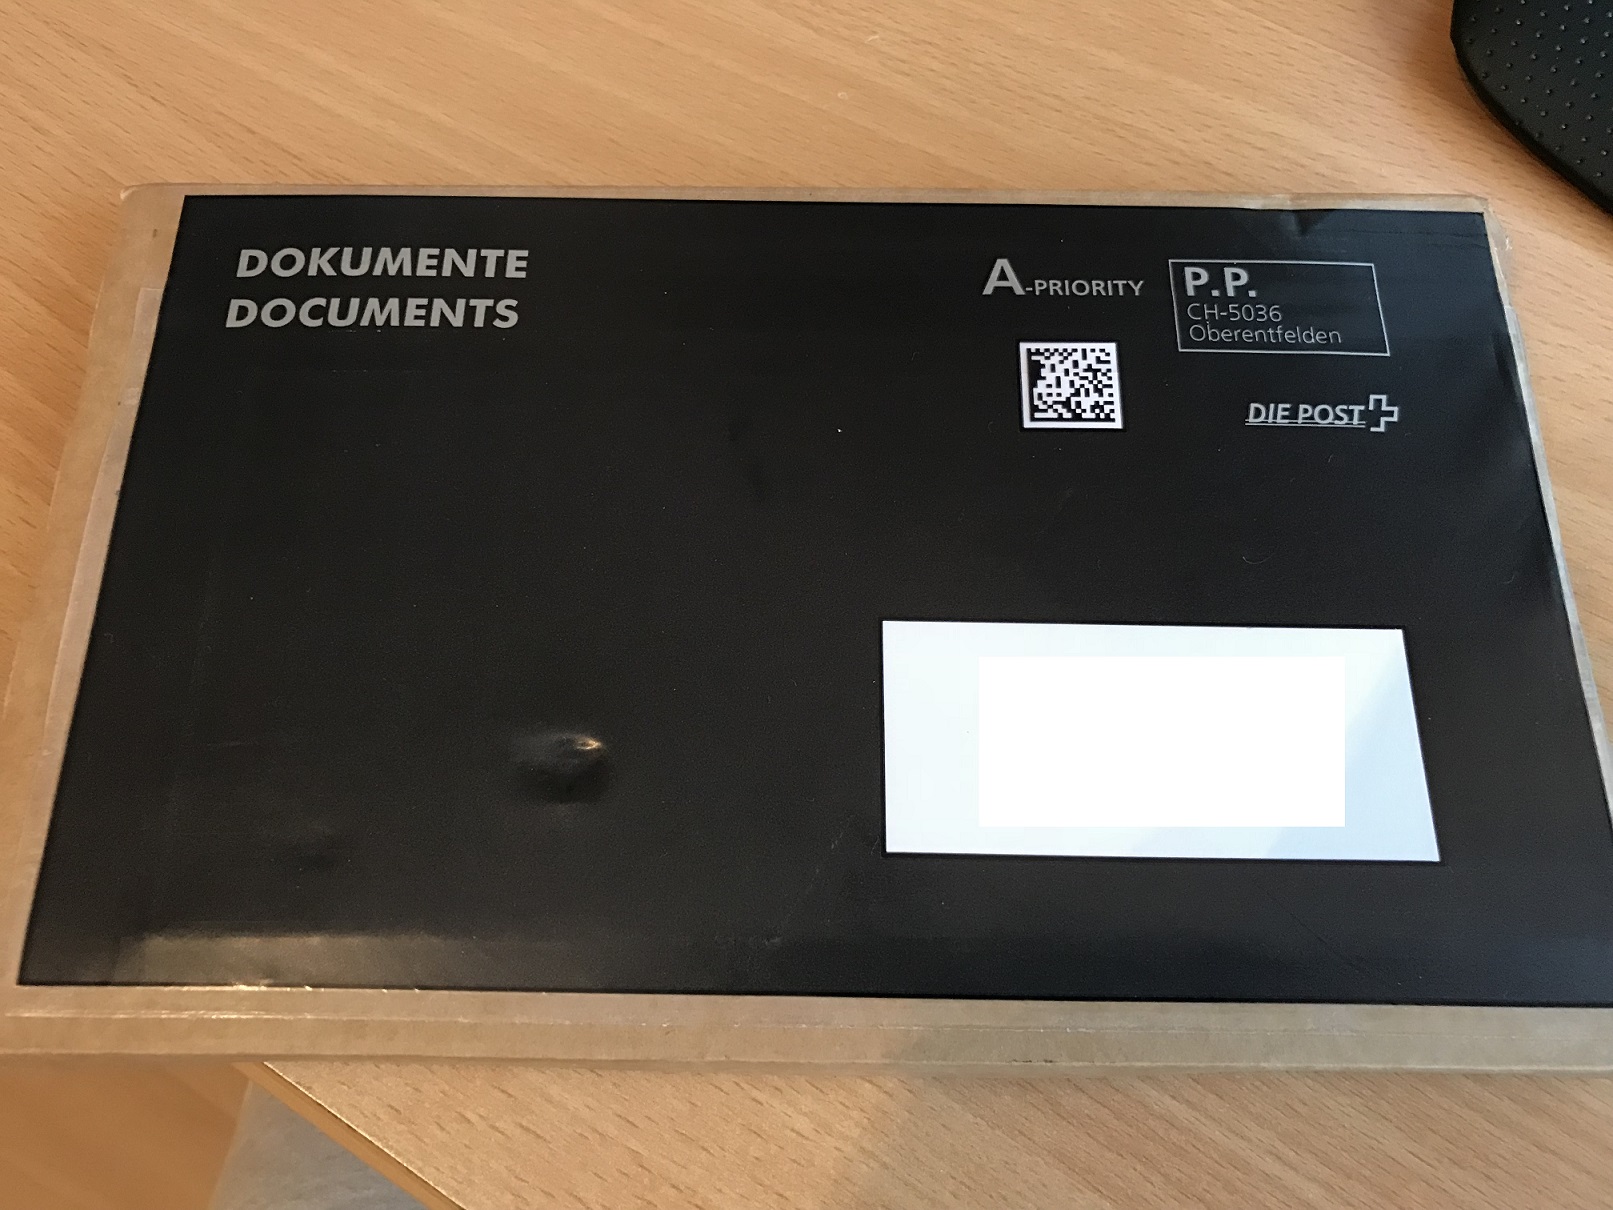 DOKUMENTE
DOCUMENTS
A-PRIORITY
P.P.
CH-5036
Oberentfelden
DIE POST